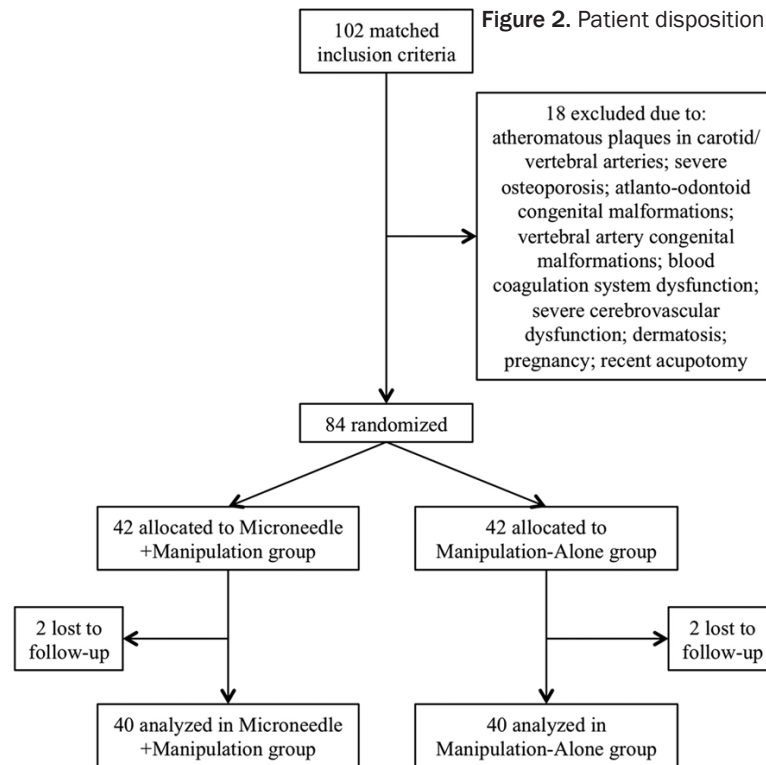 Figure 2. Patient disposition
102 matched
inclusion criteria
18 excluded due to:
atheromatous plaques in carotid/
vertebral arteries; severe
osteoporosis; atlanto-odontoid
congenital malformations;
vertebral artery congenital
malformations; blood
coagulation system dysfunction;
severe cerebrovascular
dysfunction; dermatosis;
pregnancy; recent acupotomy
84 randomized
42 allocated to Microneedle
+Manipulation group
42 allocated to
Manipulation-Alone group
2 lost to
follow-up
2 lost to
follow-up
40 analyzed in Microneedle
+Manipulation group
40 analyzed in
Manipulation-Alone group